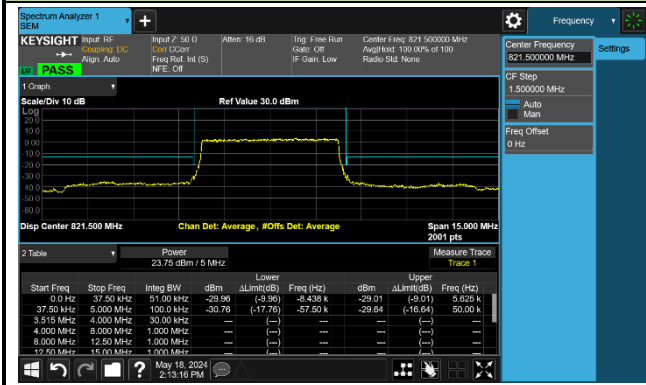 Spectrum Analyzer 1
SEM
Frequency
KEYSIGHT Input: RF
Coupling: DC
Align: Auto
Input Z: 50 Ω
Corr CCorr
Freq Ref: Int (S)
NFE: Off
Atten: 16 dB
Trig: Free Run
Gate: Off
IF Gain: Low
Center Freq: 821.500000 MHz
Avg|Hold: 100.00% of 100
Radio Std: None
PASS
Center Frequency
821.500000 MHz
Settings
CF Step
1.500000 MHz
Auto
Man
Freq Offset
0 Hz
1 Graph
Scale/Div 10 dB
Ref Value 30.0 dBm
Log
20.0
10.0
0.00
-10.0
-20.0
-30.0
-40.0
-50.0
-60.0
Disp Center 821.500 MHz
Chan Det: Average, #Offs Det: Average
Span 15.000 MHz
2001 pts
2 Table
Power
23.75 dBm / 5 MHz
Measure Trace
Trace 1
Lower Upper
Start Freq Stop Freq Integ BW dBm ΔLimit(dB) Freq (Hz) dBm ΔLimit(dB) Freq (Hz)
0.0 Hz 37.50 kHz 51.00 kHz -29.96 (-9.96) -8.438 k -29.01 (-9.01) 5.625 k
37.50 kHz 5.000 MHz 100.0 kHz -30.76 (-17.76) -57.50 k -29.64 (-16.64) 50.00 k
3.515 MHz 4.000 MHz 30.00 kHz --- (---) --- --- (---) ---
4.000 MHz 8.000 MHz 1.000 MHz --- (---) --- --- (---) ---
8.000 MHz 12.50 MHz 1.000 MHz --- (---) --- --- (---) ---
12.50 MHz 15.00 MHz 1.000 MHz --- (---) --- --- (---) ---
May 18, 2024
2:13:16 PM